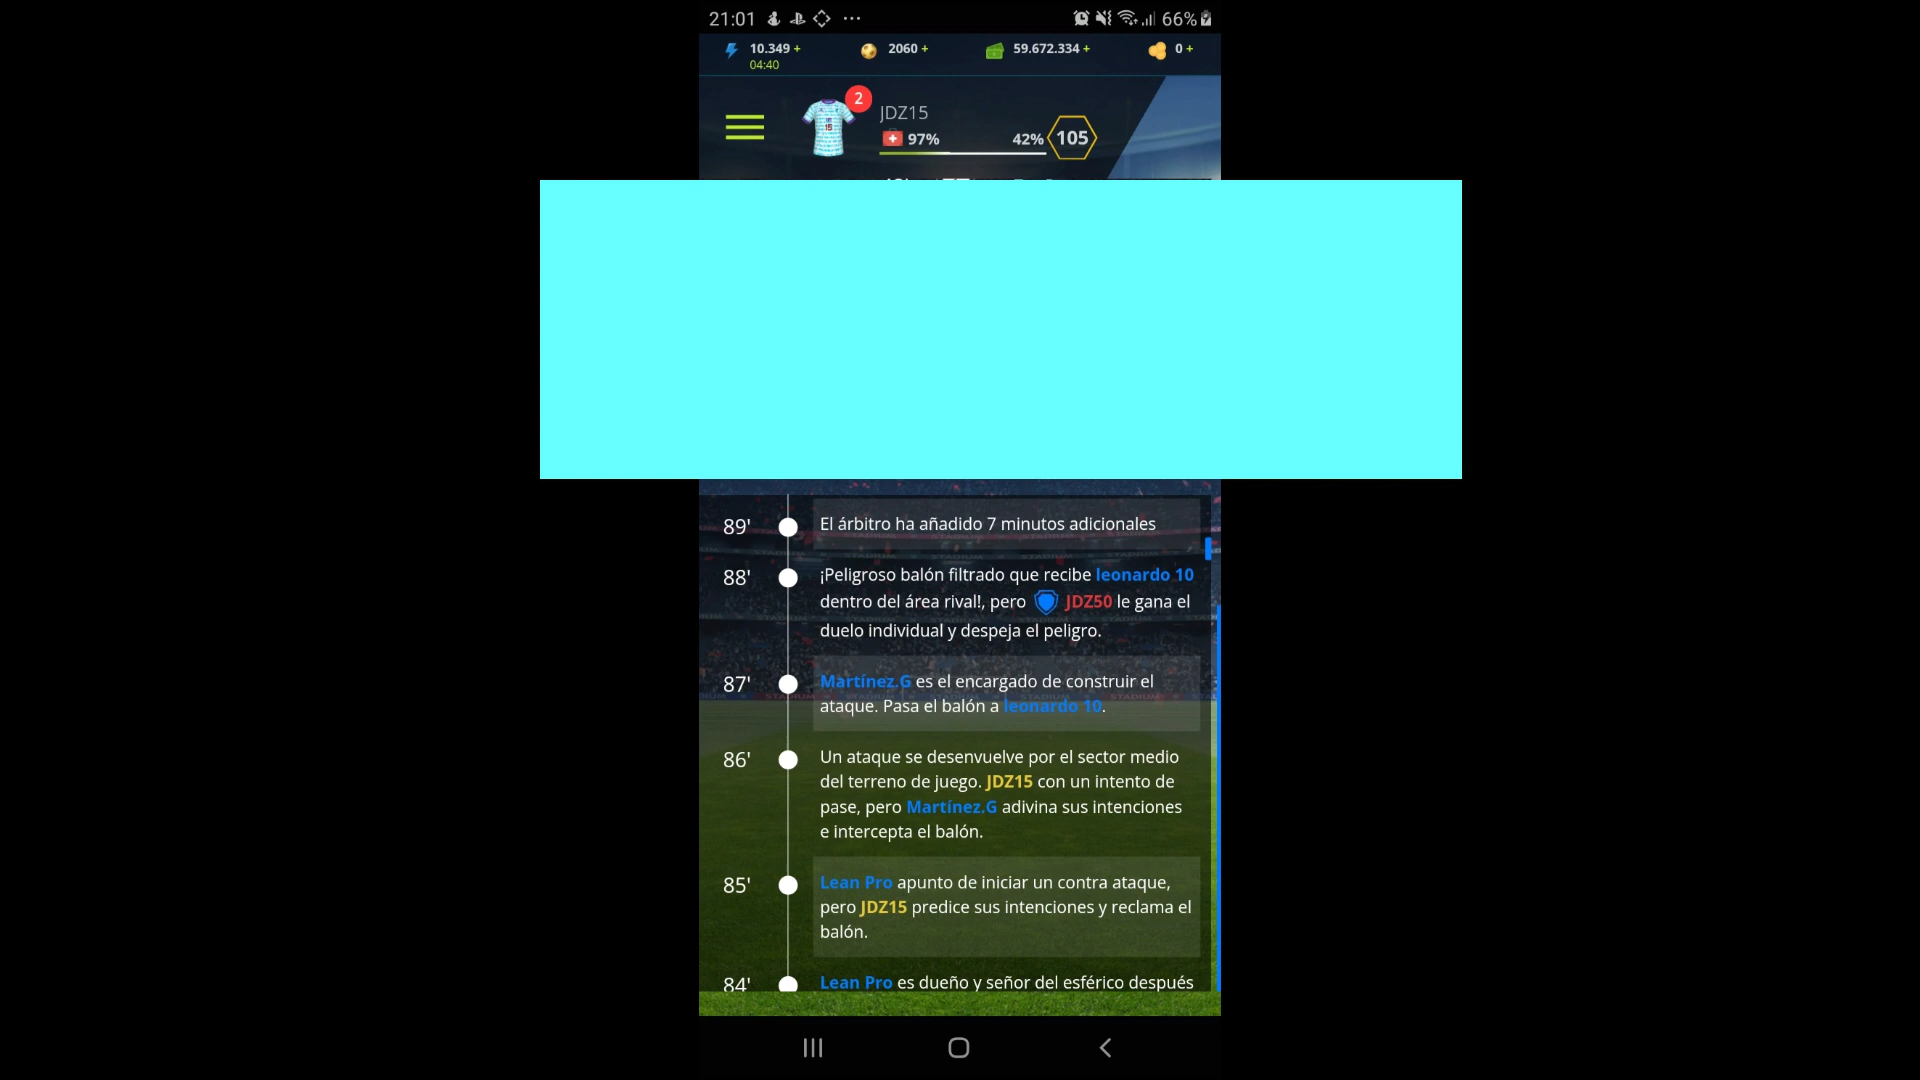 21:01 66%
10.349 + 2060 + 59.672.334 + 0 +
04:40
2
JDZ15
97% 42% 105
89' El árbitro ha añadido 7 minutos adicionales
88' ¡Peligroso balón filtrado que recibe leonardo 10
dentro del área rival!, pero JDZ50 le gana el
duelo individual y despeja el peligro.
87' Martínez.G es el encargado de construir el
ataque. Pasa el balón a leonardo 10.
86' Un ataque se desenvuelve por el sector medio
del terreno de juego. JDZ15 con un intento de
pase, pero Martínez.G adivina sus intenciones
e intercepta el balón.
85' Lean Pro apunto de iniciar un contra ataque,
pero JDZ15 predice sus intenciones y reclama el
balón.
84' Lean Pro es dueño y señor del esférico después